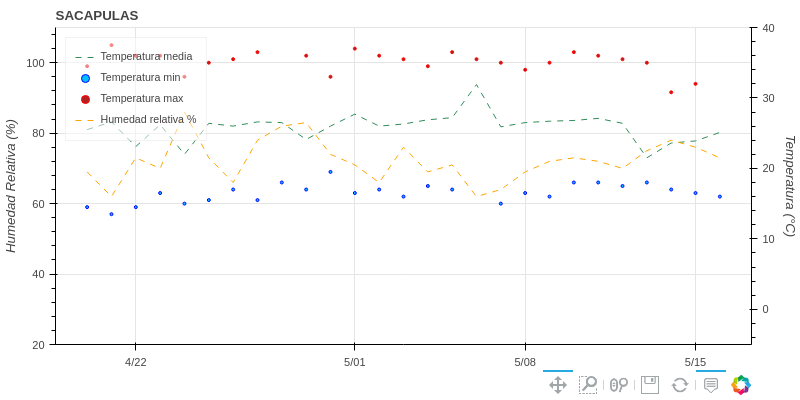 SACAPULAS
Temperatura media
Temperatura min
Temperatura max
Humedad relativa %
Humedad Relativa (%)
100
80
60
40
20
40
30
20
10
0
Temperatura (°C)
4/22
5/01
5/08
5/15